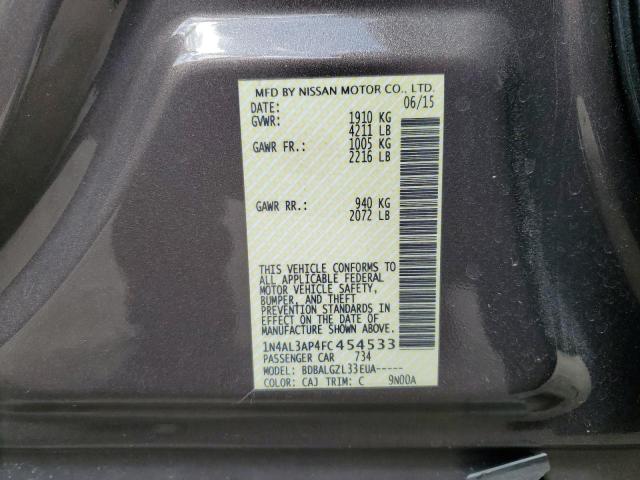 MFD BY NISSAN MOTOR CO., LTD.
DATE: 06/15
GVWR: 1910 KG
4211 LB
GAWR FR.: 1005 KG
2216 LB
GAWR RR.: 940 KG
2072 LB
THIS VEHICLE CONFORMS TO
ALL APPLICABLE FEDERAL
MOTOR VEHICLE SAFETY,
BUMPER, AND THEFT
PREVENTION STANDARDS IN
EFFECT ON THE DATE OF
MANUFACTURE SHOWN ABOVE.
1N4AL3AP4FC454533
PASSENGER CAR 734
MODEL: BDBALGZL33EUA-----
COLOR: CAJ TRIM: C 9N00A